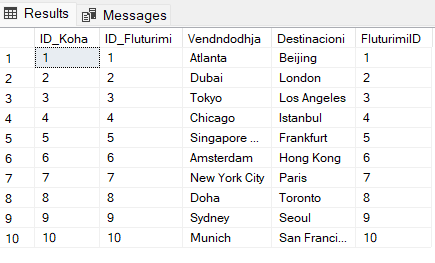 Results Messages
ID_Koha ID_Fluturimi Vendndodhja Destinacioni FluturimiID
1 1 1 Atlanta Beijing 1
2 2 2 Dubai London 2
3 3 3 Tokyo Los Angeles 3
4 4 4 Chicago Istanbul 4
5 5 5 Singapore ... Frankfurt 5
6 6 6 Amsterdam Hong Kong 6
7 7 7 New York City Paris 7
8 8 8 Doha Toronto 8
9 9 9 Sydney Seoul 9
10 10 10 Munich San Franci... 10